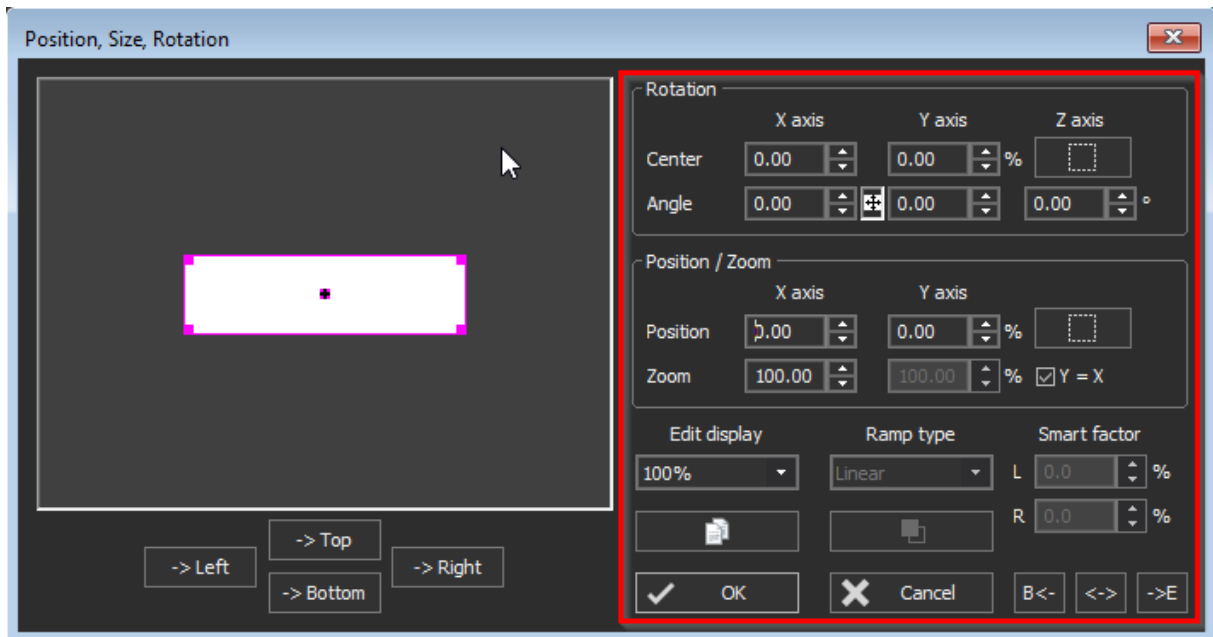 Position, Size, Rotation
Rotation
X axis Y axis Z axis
Center 0.00 0.00 %
Angle 0.00 0.00 0.00 °
Position / Zoom
X axis Y axis
Position 0.00 0.00 %
Zoom 100.00 100.00 % Y = X
Edit display Ramp type Smart factor
100% Linear L 0.0 %
R 0.0 %
-> Top
-> Left -> Right
-> Bottom
OK Cancel B<- <-> ->E